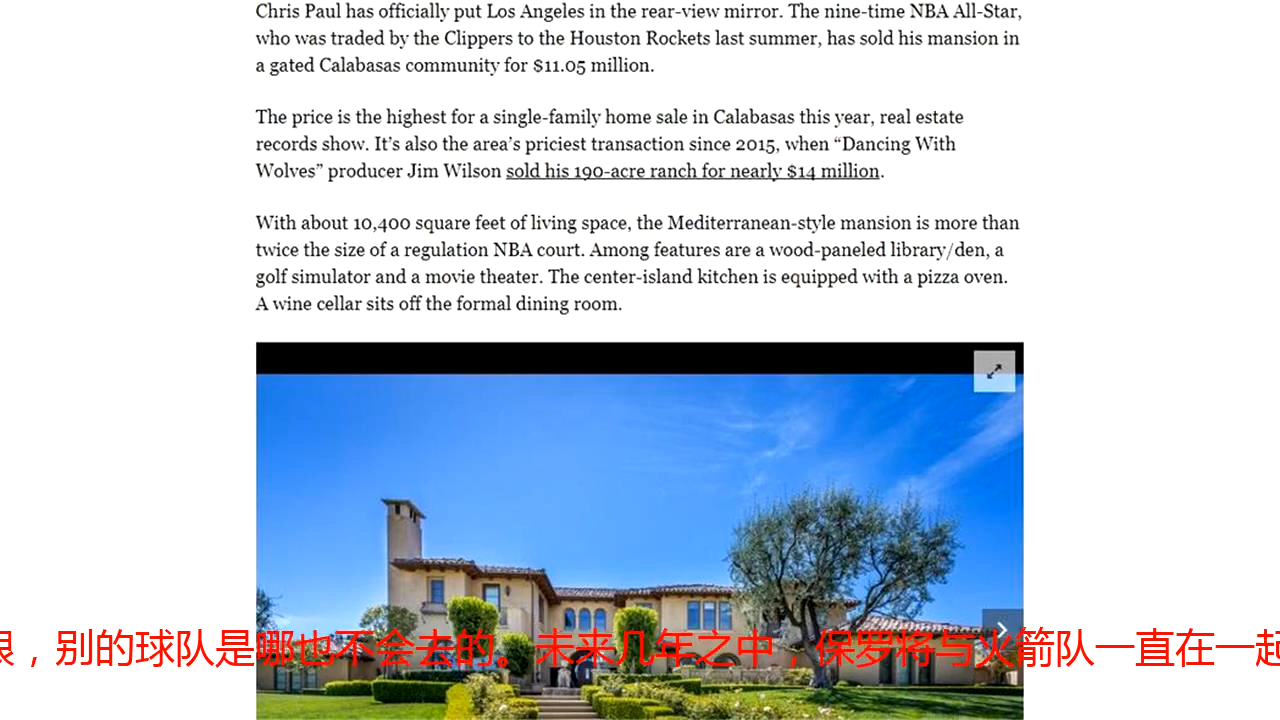 Chris Paul has officially put Los Angeles in the rear-view mirror. The nine-time NBA All-Star,
who was traded by the Clippers to the Houston Rockets last summer, has sold his mansion in
a gated Calabasas community for $11.05 million.
The price is the highest for a single-family home sale in Calabasas this year, real estate
records show. It’s also the area’s priciest transaction since 2015, when “Dancing With
Wolves” producer Jim Wilson sold his 190-acre ranch for nearly $14 million.
With about 10,400 square feet of living space, the Mediterranean-style mansion is more than
twice the size of a regulation NBA court. Among features are a wood-paneled library/den, a
golf simulator and a movie theater. The center-island kitchen is equipped with a pizza oven.
A wine cellar sits off the formal dining room.
，别的球队是哪也不会去的。未来几年之中，保罗将与火箭队一直在一起